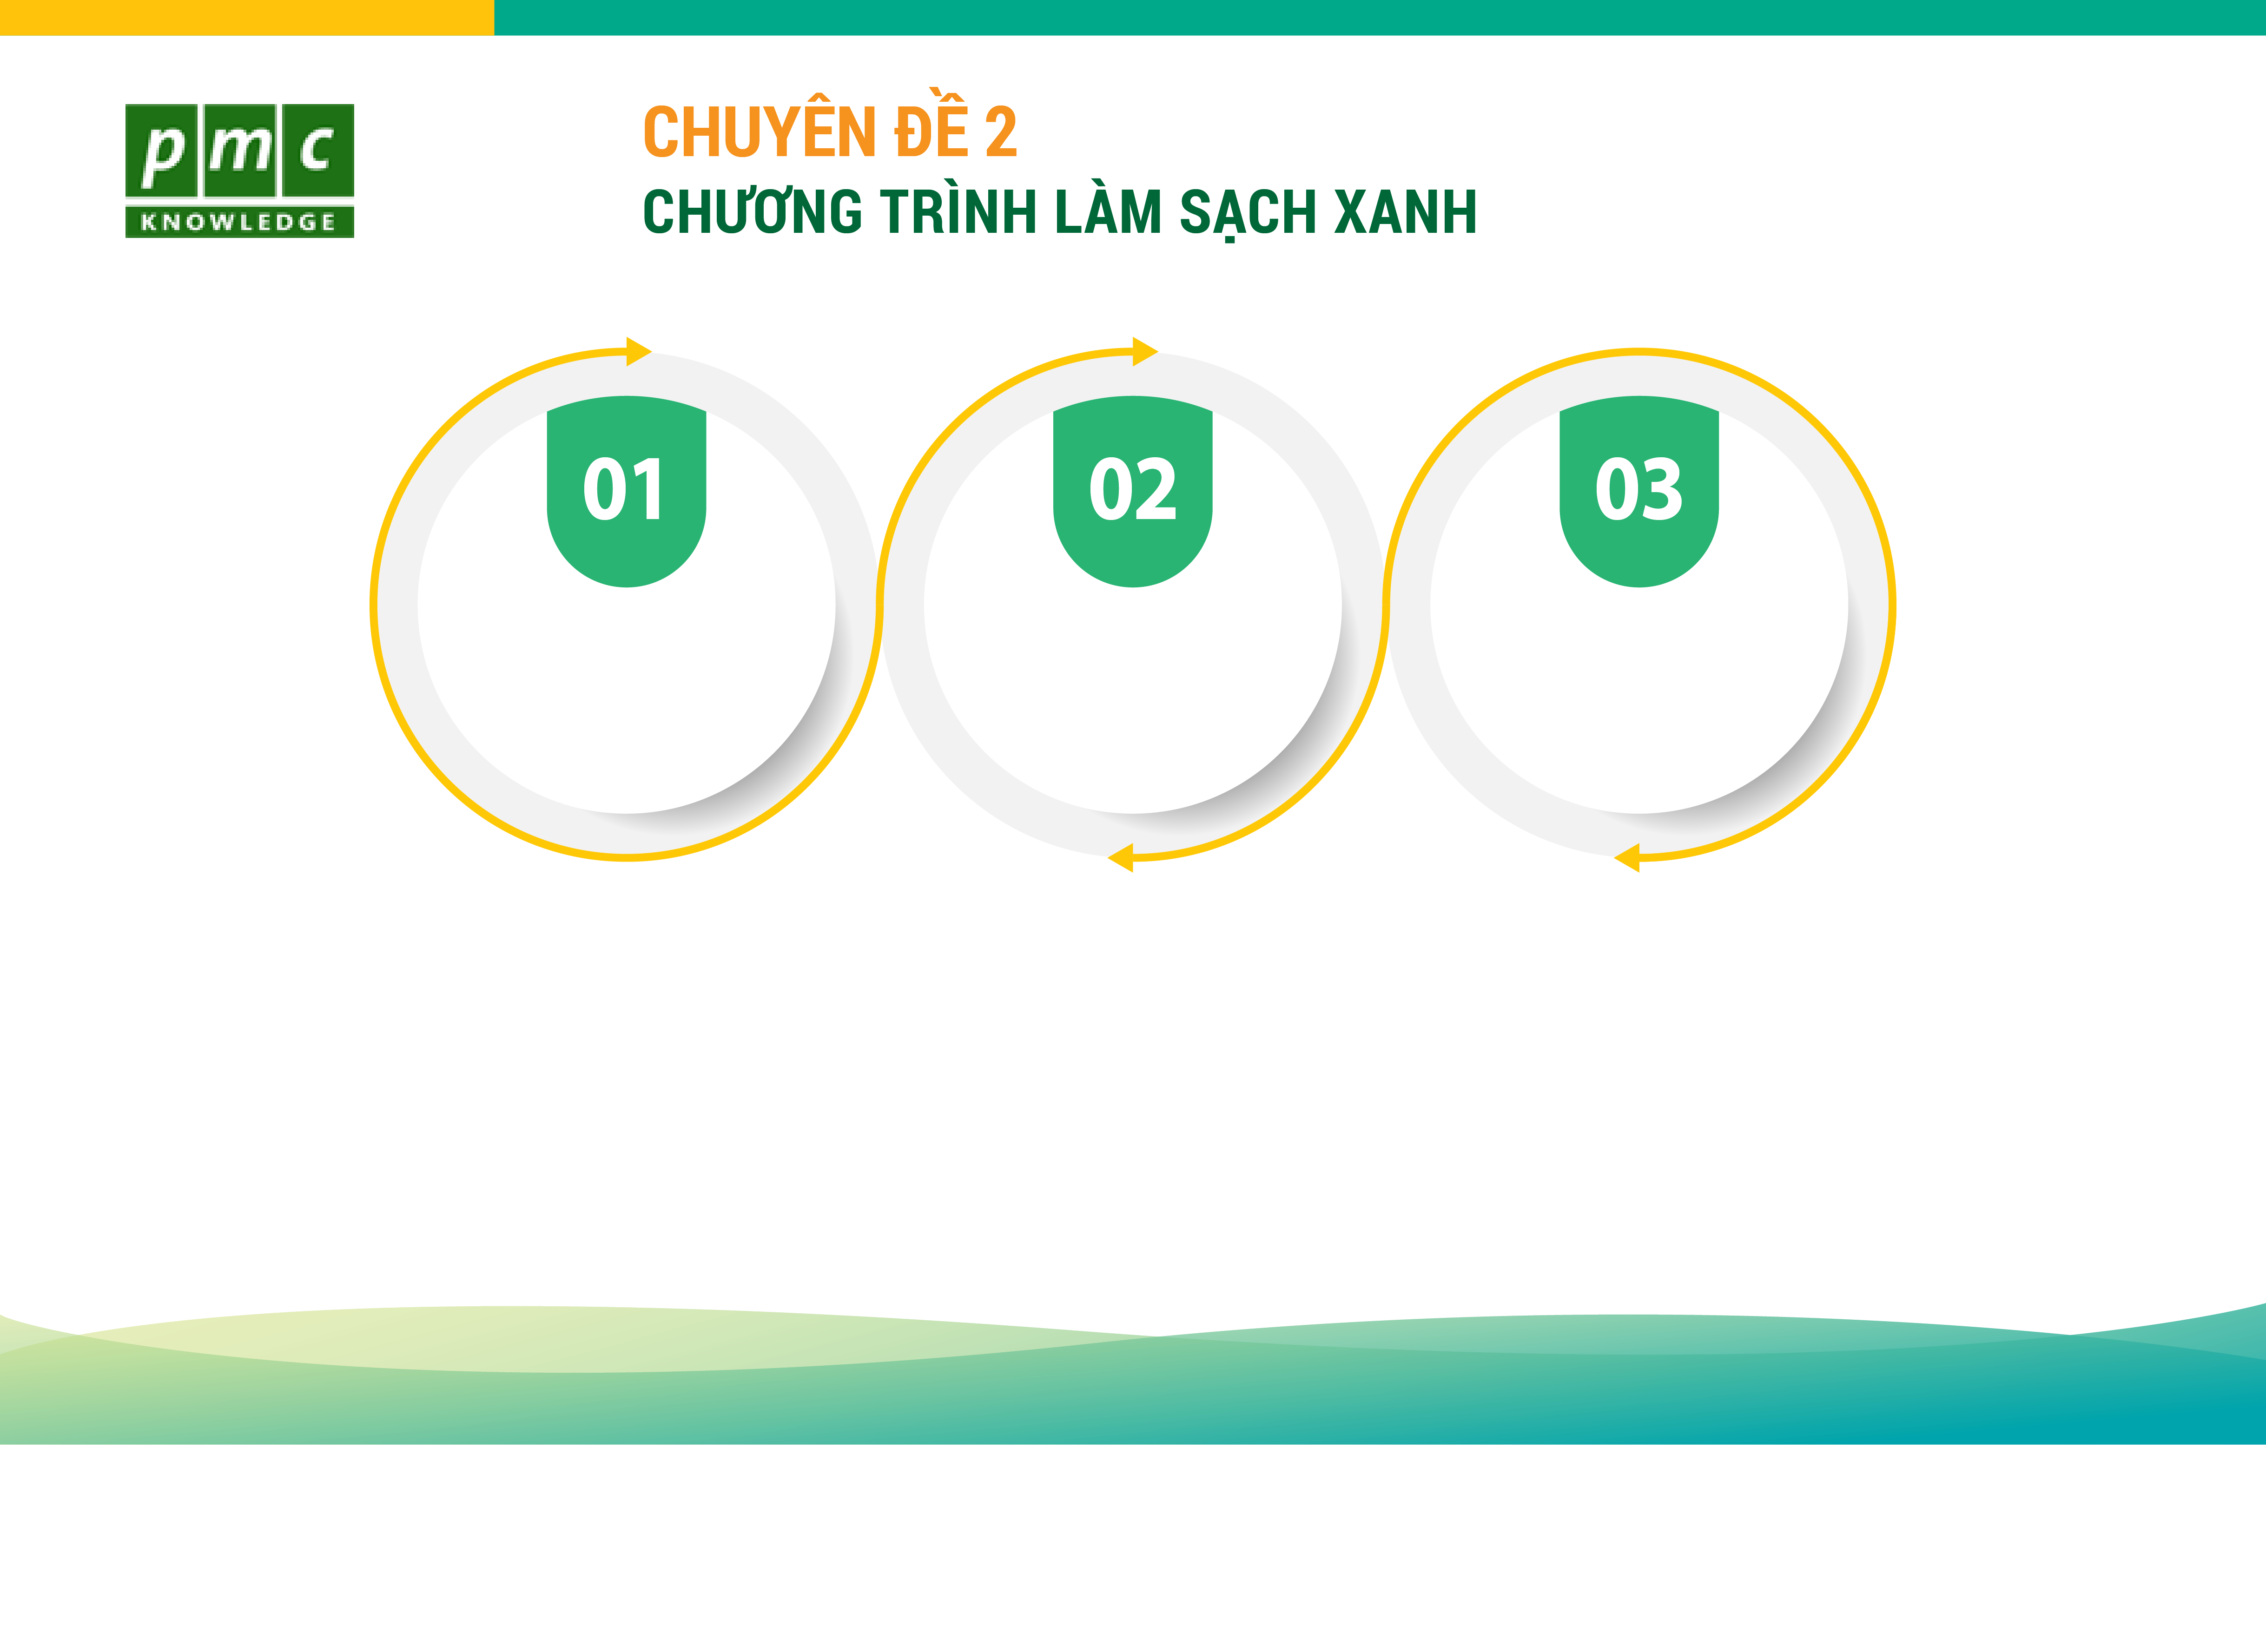 pmc
KNOWLEDGE
CHUYÊN ĐỀ 2
CHƯƠNG TRÌNH LÀM SẠCH XANH
01
02
03